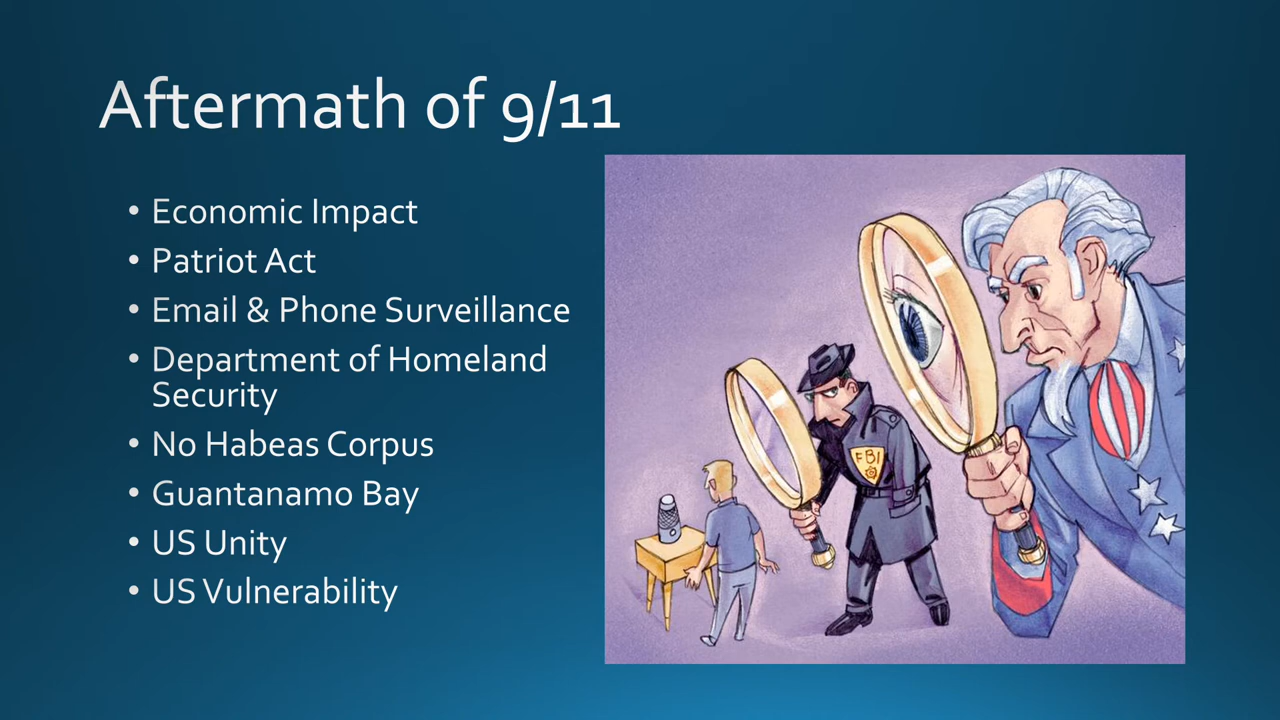 Aftermath of 9/11
• Economic Impact
• Patriot Act
• Email & Phone Surveillance
• Department of Homeland
Security
• No Habeas Corpus
• Guantanamo Bay
• US Unity
• US Vulnerability
FBI